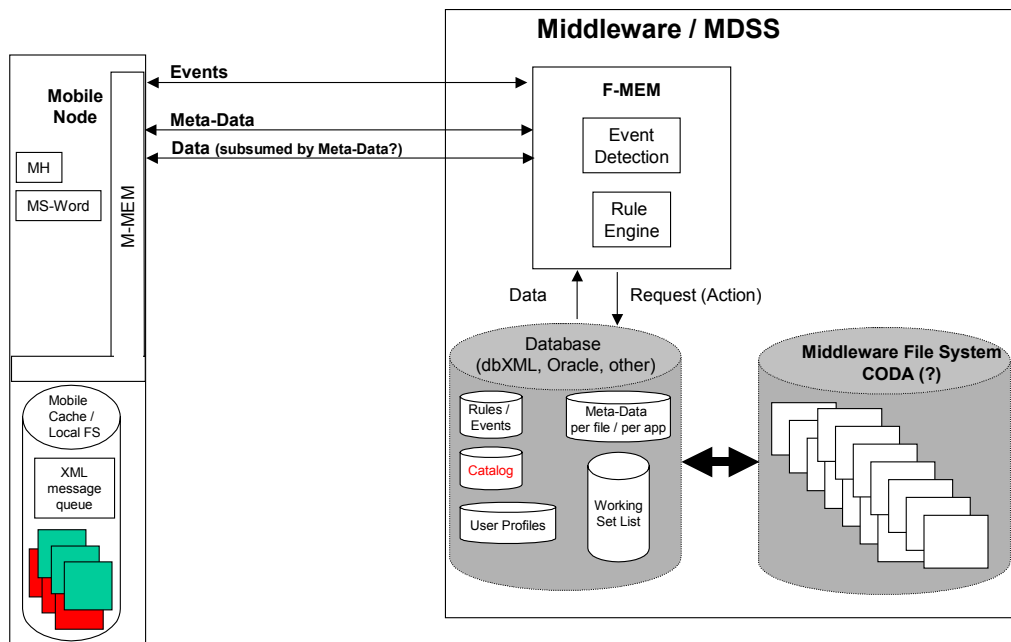 Middleware / MDSS
Events
Meta-Data
Data (subsumed by Meta-Data?)
Mobile
Node
MH
MS-Word
M-MEM
F-MEM
Event
Detection
Rule
Engine
Data
Request (Action)
Database
(dbXML, Oracle, other)
Rules /
Events
Meta-Data
per file / per app
Catalog
User Profiles
Working
Set List
Middleware File System
CODA (?)
Mobile
Cache /
Local FS
XML
message
queue